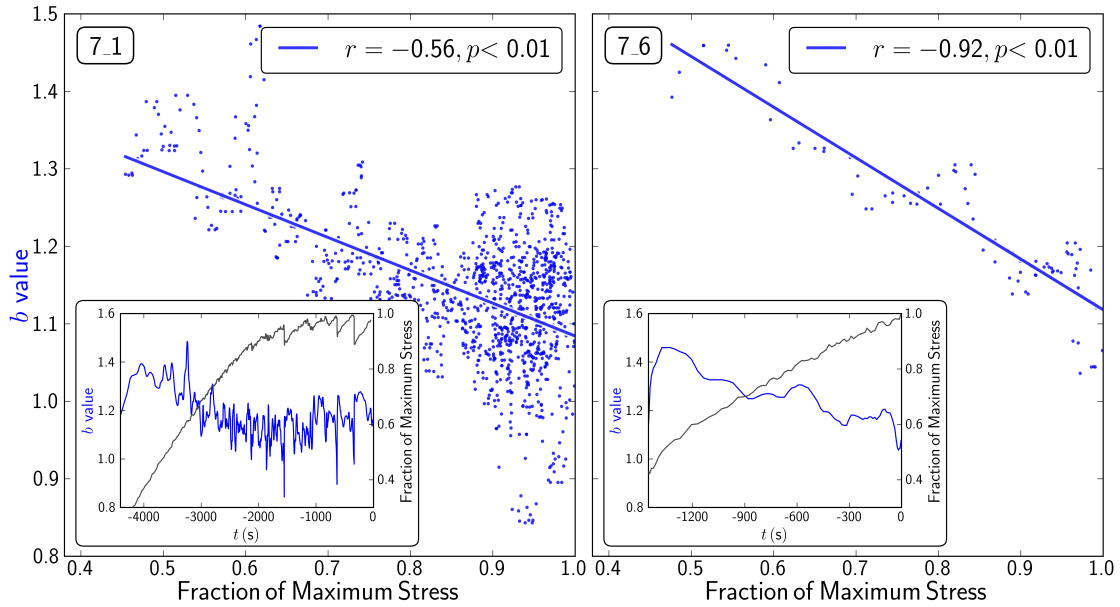 7_1
r = −0.56, p< 0.01
1.5
1.4
1.3
1.2
1.1
1.0
0.9
0.8
b value
0.4 0.5 0.6 0.7 0.8 0.9 1.0
Fraction of Maximum Stress
1.6
1.4
1.2
1.0
0.8
b value
-4000 -3000 -2000 -1000 0
t (s)
1.0
0.8
0.6
0.4
Fraction of Maximum Stress
7_6
r = −0.92, p< 0.01
0.4 0.5 0.6 0.7 0.8 0.9 1.0
Fraction of Maximum Stress
1.6
1.4
1.2
1.0
0.8
b value
-1200 -900 -600 -300 0
t (s)
1.0
0.8
0.6
0.4
Fraction of Maximum Stress